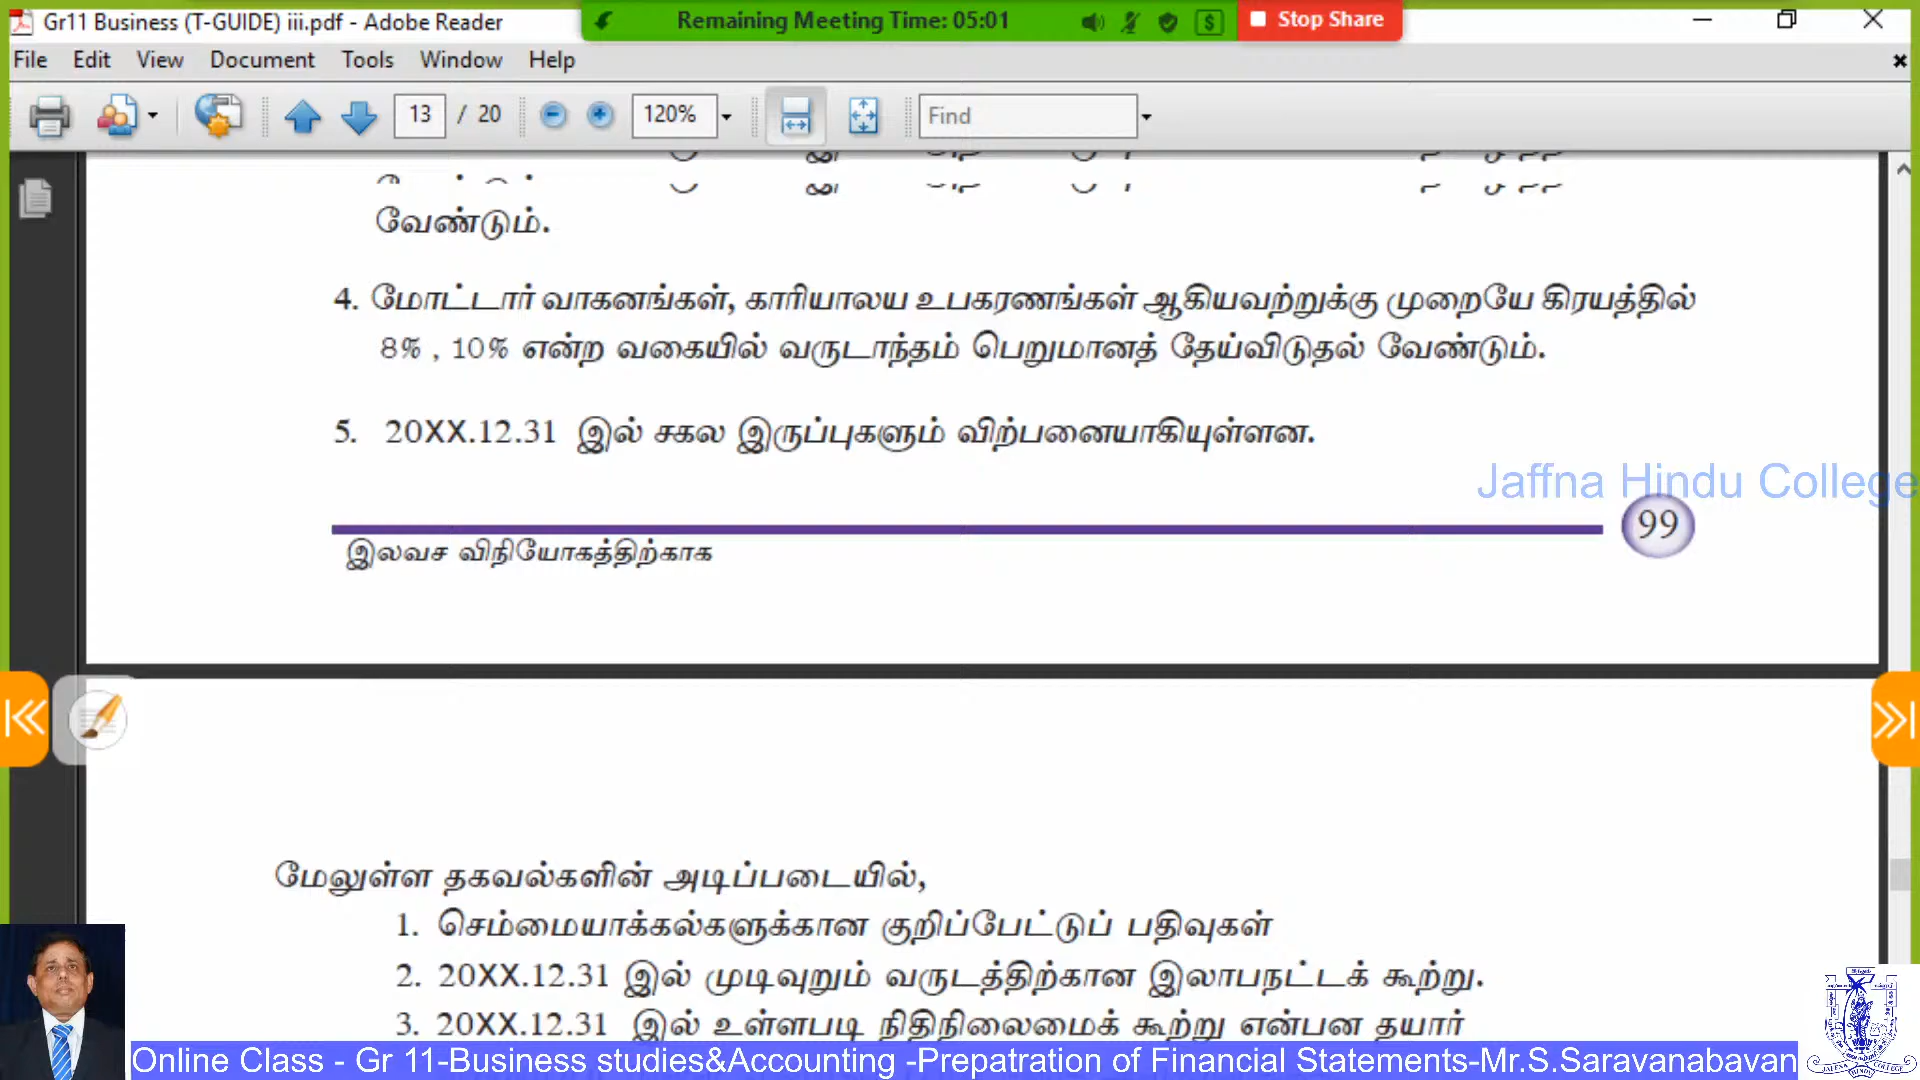 Gr11 Business (T-GUIDE) iii.pdf - Adobe Reader
Remaining Meeting Time: 05:01
Stop Share
File Edit View Document Tools Window Help
13 / 20 120% Find
வேண்டும்.
4. மோட்டார் வாகனங்கள், காரியாலய உபகரணங்கள் ஆகியவற்றுக்கு முறையே கிரயத்தில்
8% , 10% என்ற வகையில் வருடாந்தம் பெறுமானத் தேய்விடுதல் வேண்டும்.
5. 20XX.12.31 இல் சகல இருப்புகளும் விற்பனையாகியுள்ளன.
Jaffna Hindu College
99
இலவச விநியோகத்திற்காக
மேலுள்ள தகவல்களின் அடிப்படையில்,
1. செம்மையாக்கல்களுக்கான குறிப்பேட்டுப் பதிவுகள்
2. 20XX.12.31 இல் முடிவுறும் வருடத்திற்கான இலாபநட்டக் கூற்று.
3. 20XX.12.31 இல் உள்ளபடி நிதிநிலைமைக் கூற்று என்பன தயார்
Online Class - Gr 11-Business studies&Accounting -Prepatration of Financial Statements-Mr.S.Saravanabavan